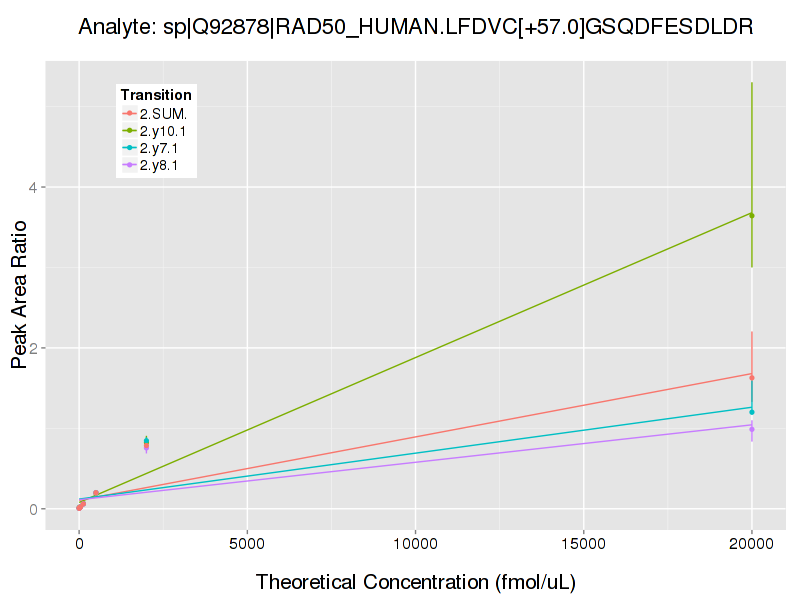 Analyte: sp|Q92878|RAD50_HUMAN.LFDVC[+57.0]GSQDFESDLDR
Transition
2.SUM.
2.y10.1
2.y7.1
2.y8.1
4
2
0
Peak Area Ratio
0
5000
10000
15000
20000
Theoretical Concentration (fmol/uL)